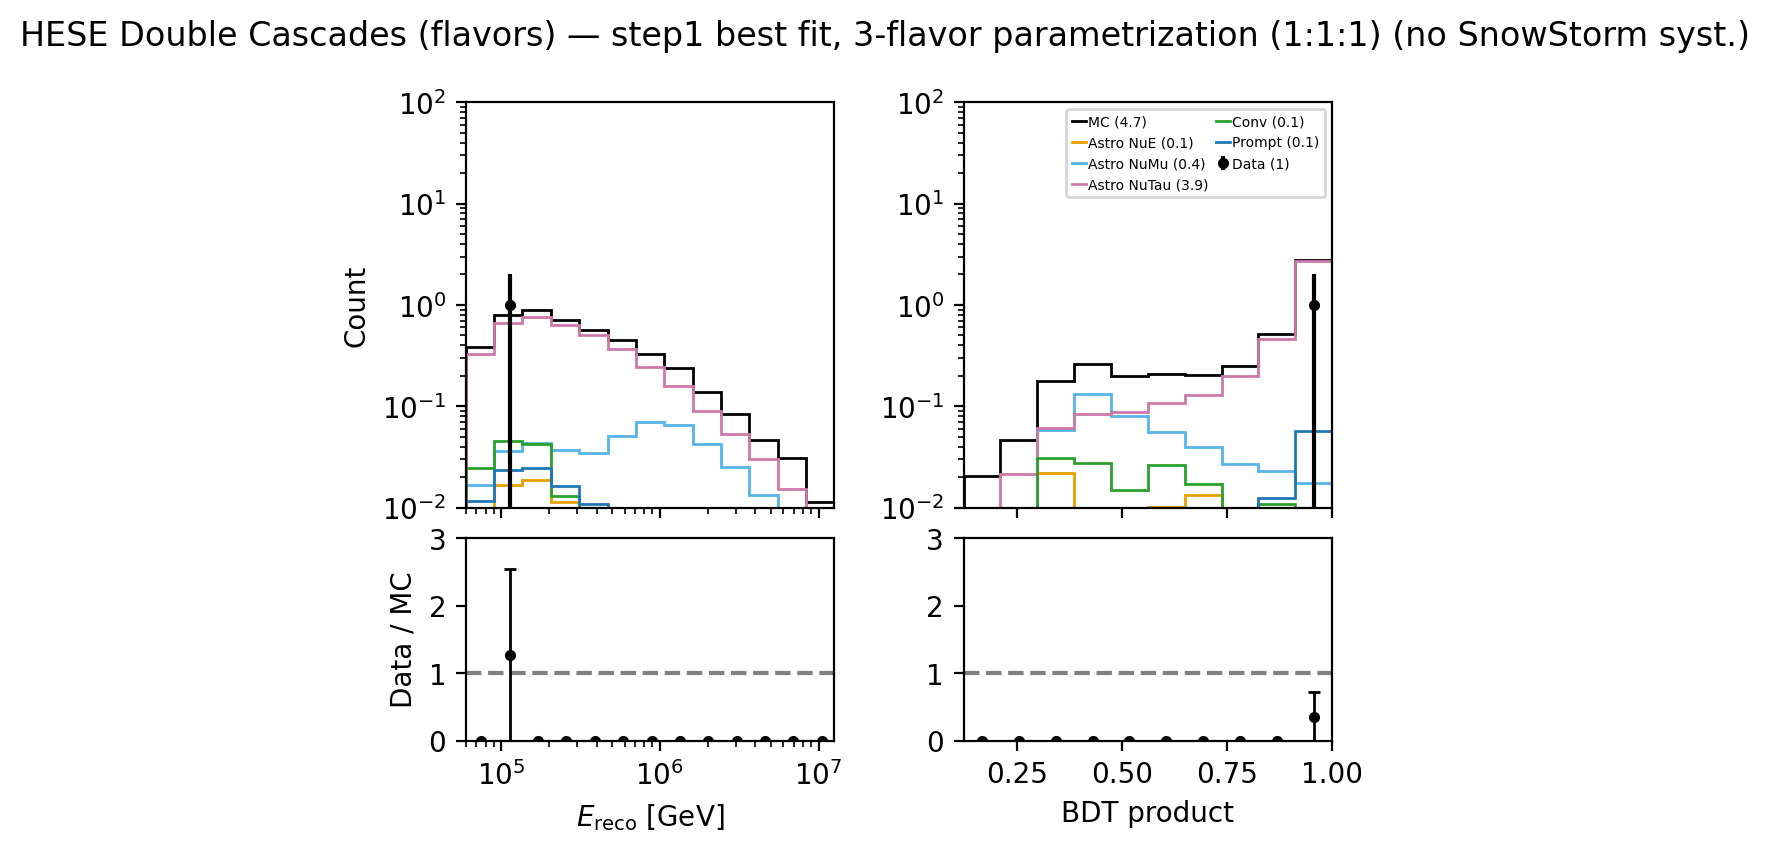 HESE Double Cascades (flavors) — step1 best fit, 3-flavor parametrization (1:1:1) (no SnowStorm syst.)
Count
10² 10¹ 10⁰ 10⁻¹ 10⁻²
10² 10¹ 10⁰ 10⁻¹ 10⁻²
MC (4.7)
Astro NuE (0.1)
Astro NuMu (0.4)
Astro NuTau (3.9)
Conv (0.1)
Prompt (0.1)
Data (1)
Data / MC
3 2 1 0
10⁵ 10⁶ 10⁷
E_reco [GeV]
3 2 1 0
0.25 0.50 0.75 1.00
BDT product